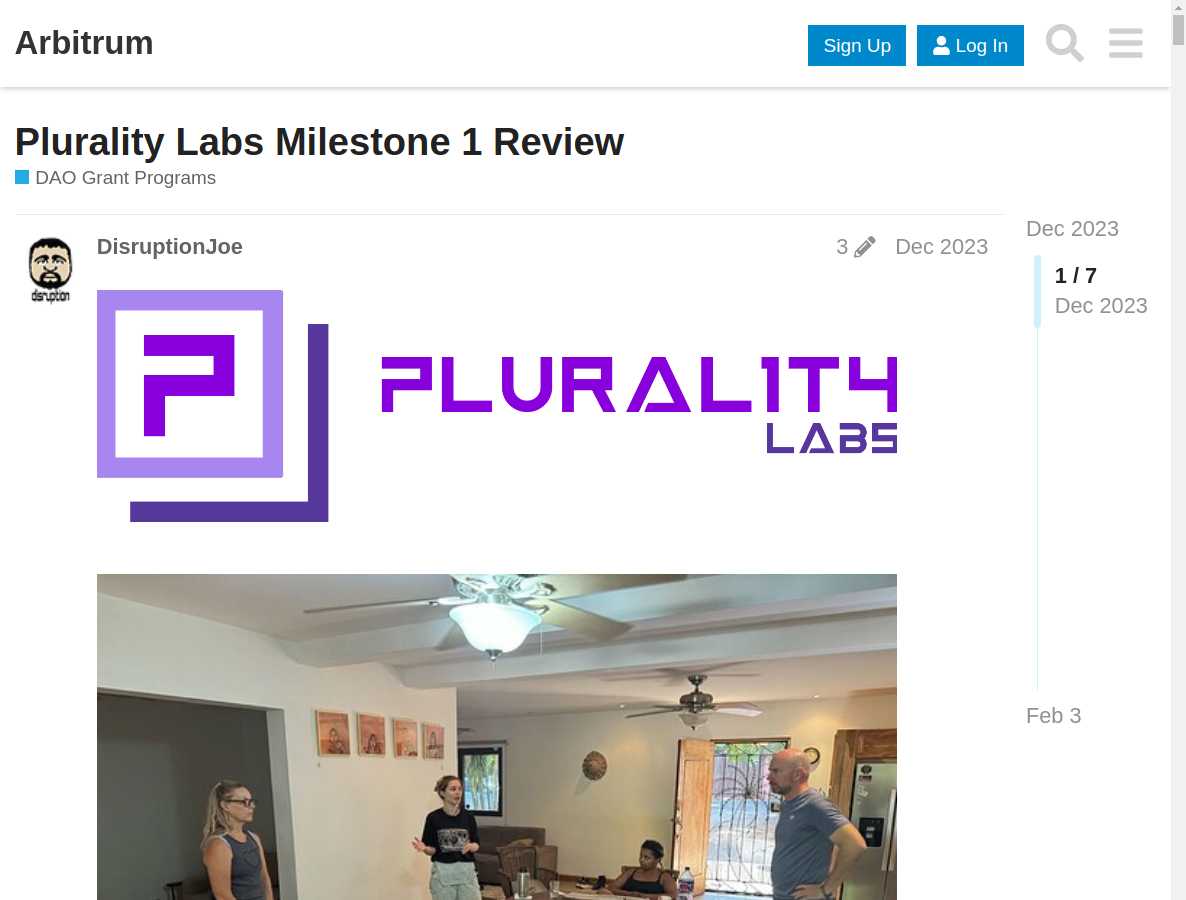 Arbitrum
Sign Up
Log In
Plurality Labs Milestone 1 Review
DAO Grant Programs
DisruptionJoe
3
Dec 2023
disruption
PLURAL1T4
LABS
Dec 2023
1 / 7
Dec 2023
Feb 3